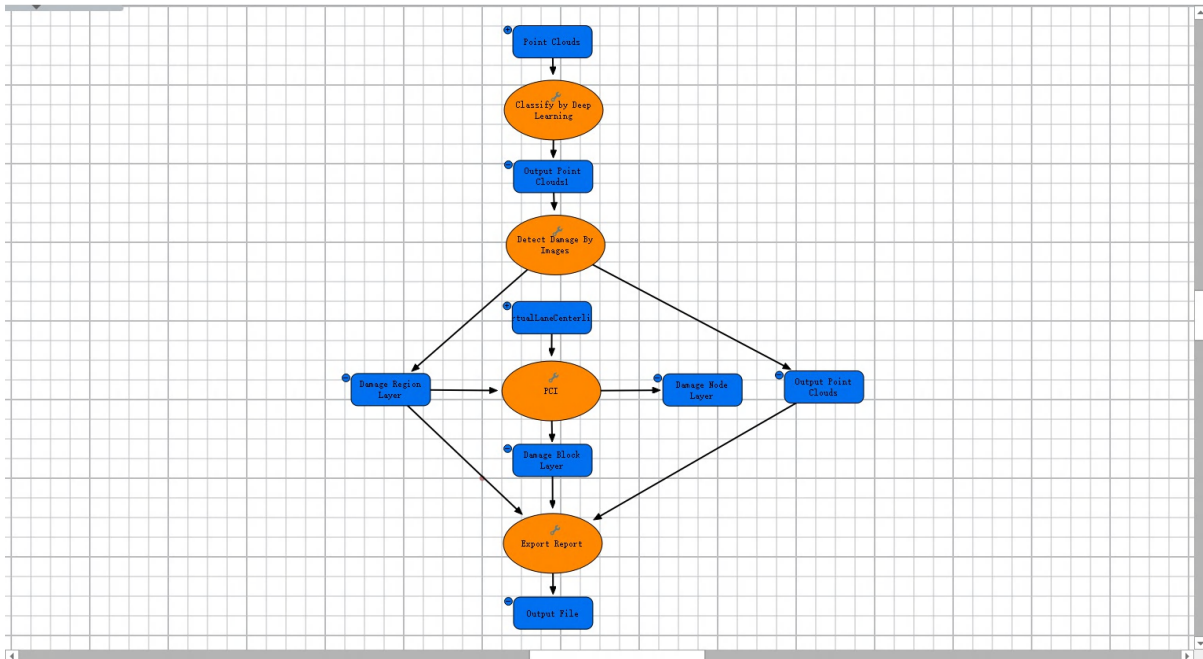 Point Clouds
Classify by Deep
Learning
Output Point
Clouds1
Detect Damage By
Images
rtualLaneCenterli
Damage Region
Layer
PCI
Damage Node
Layer
Output Point
Clouds
Damage Block
Layer
Export Report
Output File